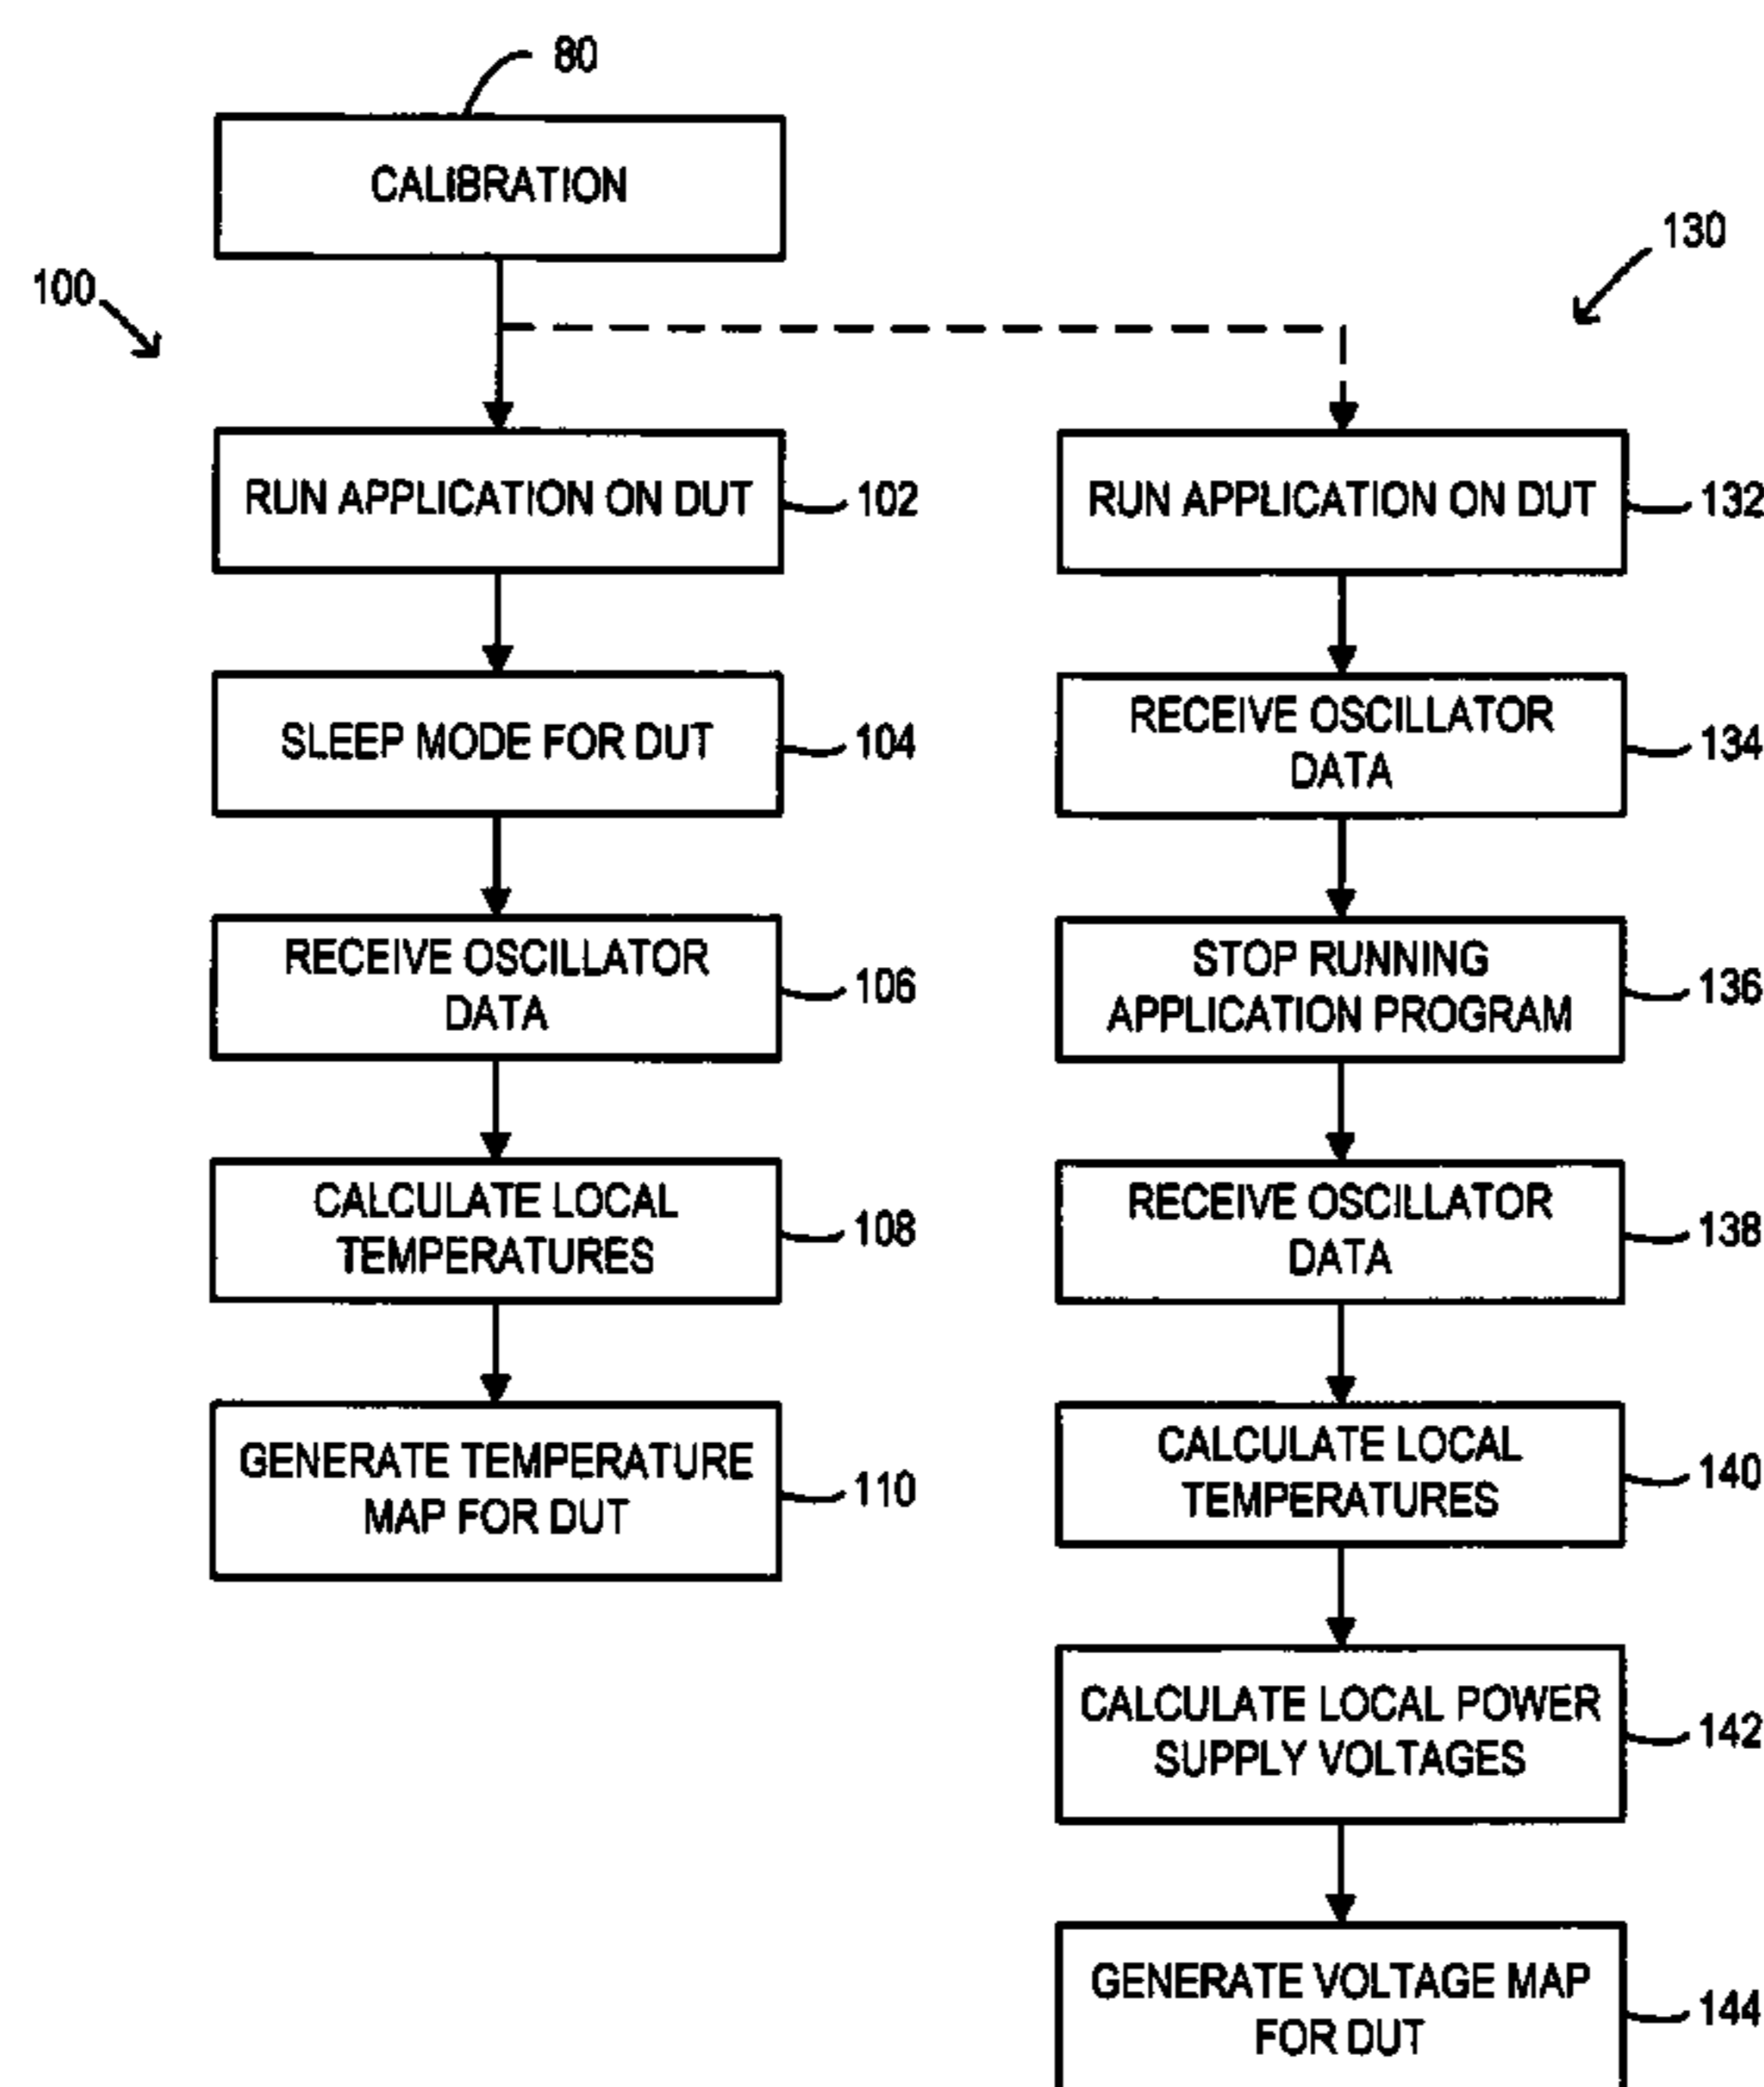 80
CALIBRATION
100
130
RUN APPLICATION ON DUT
102
SLEEP MODE FOR DUT
104
RECEIVE OSCILLATOR
DATA
106
CALCULATE LOCAL
TEMPERATURES
108
GENERATE TEMPERATURE
MAP FOR DUT
110
RUN APPLICATION ON DUT
132
RECEIVE OSCILLATOR
DATA
134
STOP RUNNING
APPLICATION PROGRAM
136
RECEIVE OSCILLATOR
DATA
138
CALCULATE LOCAL
TEMPERATURES
140
CALCULATE LOCAL POWER
SUPPLY VOLTAGES
142
GENERATE VOLTAGE MAP
FOR DUT
144